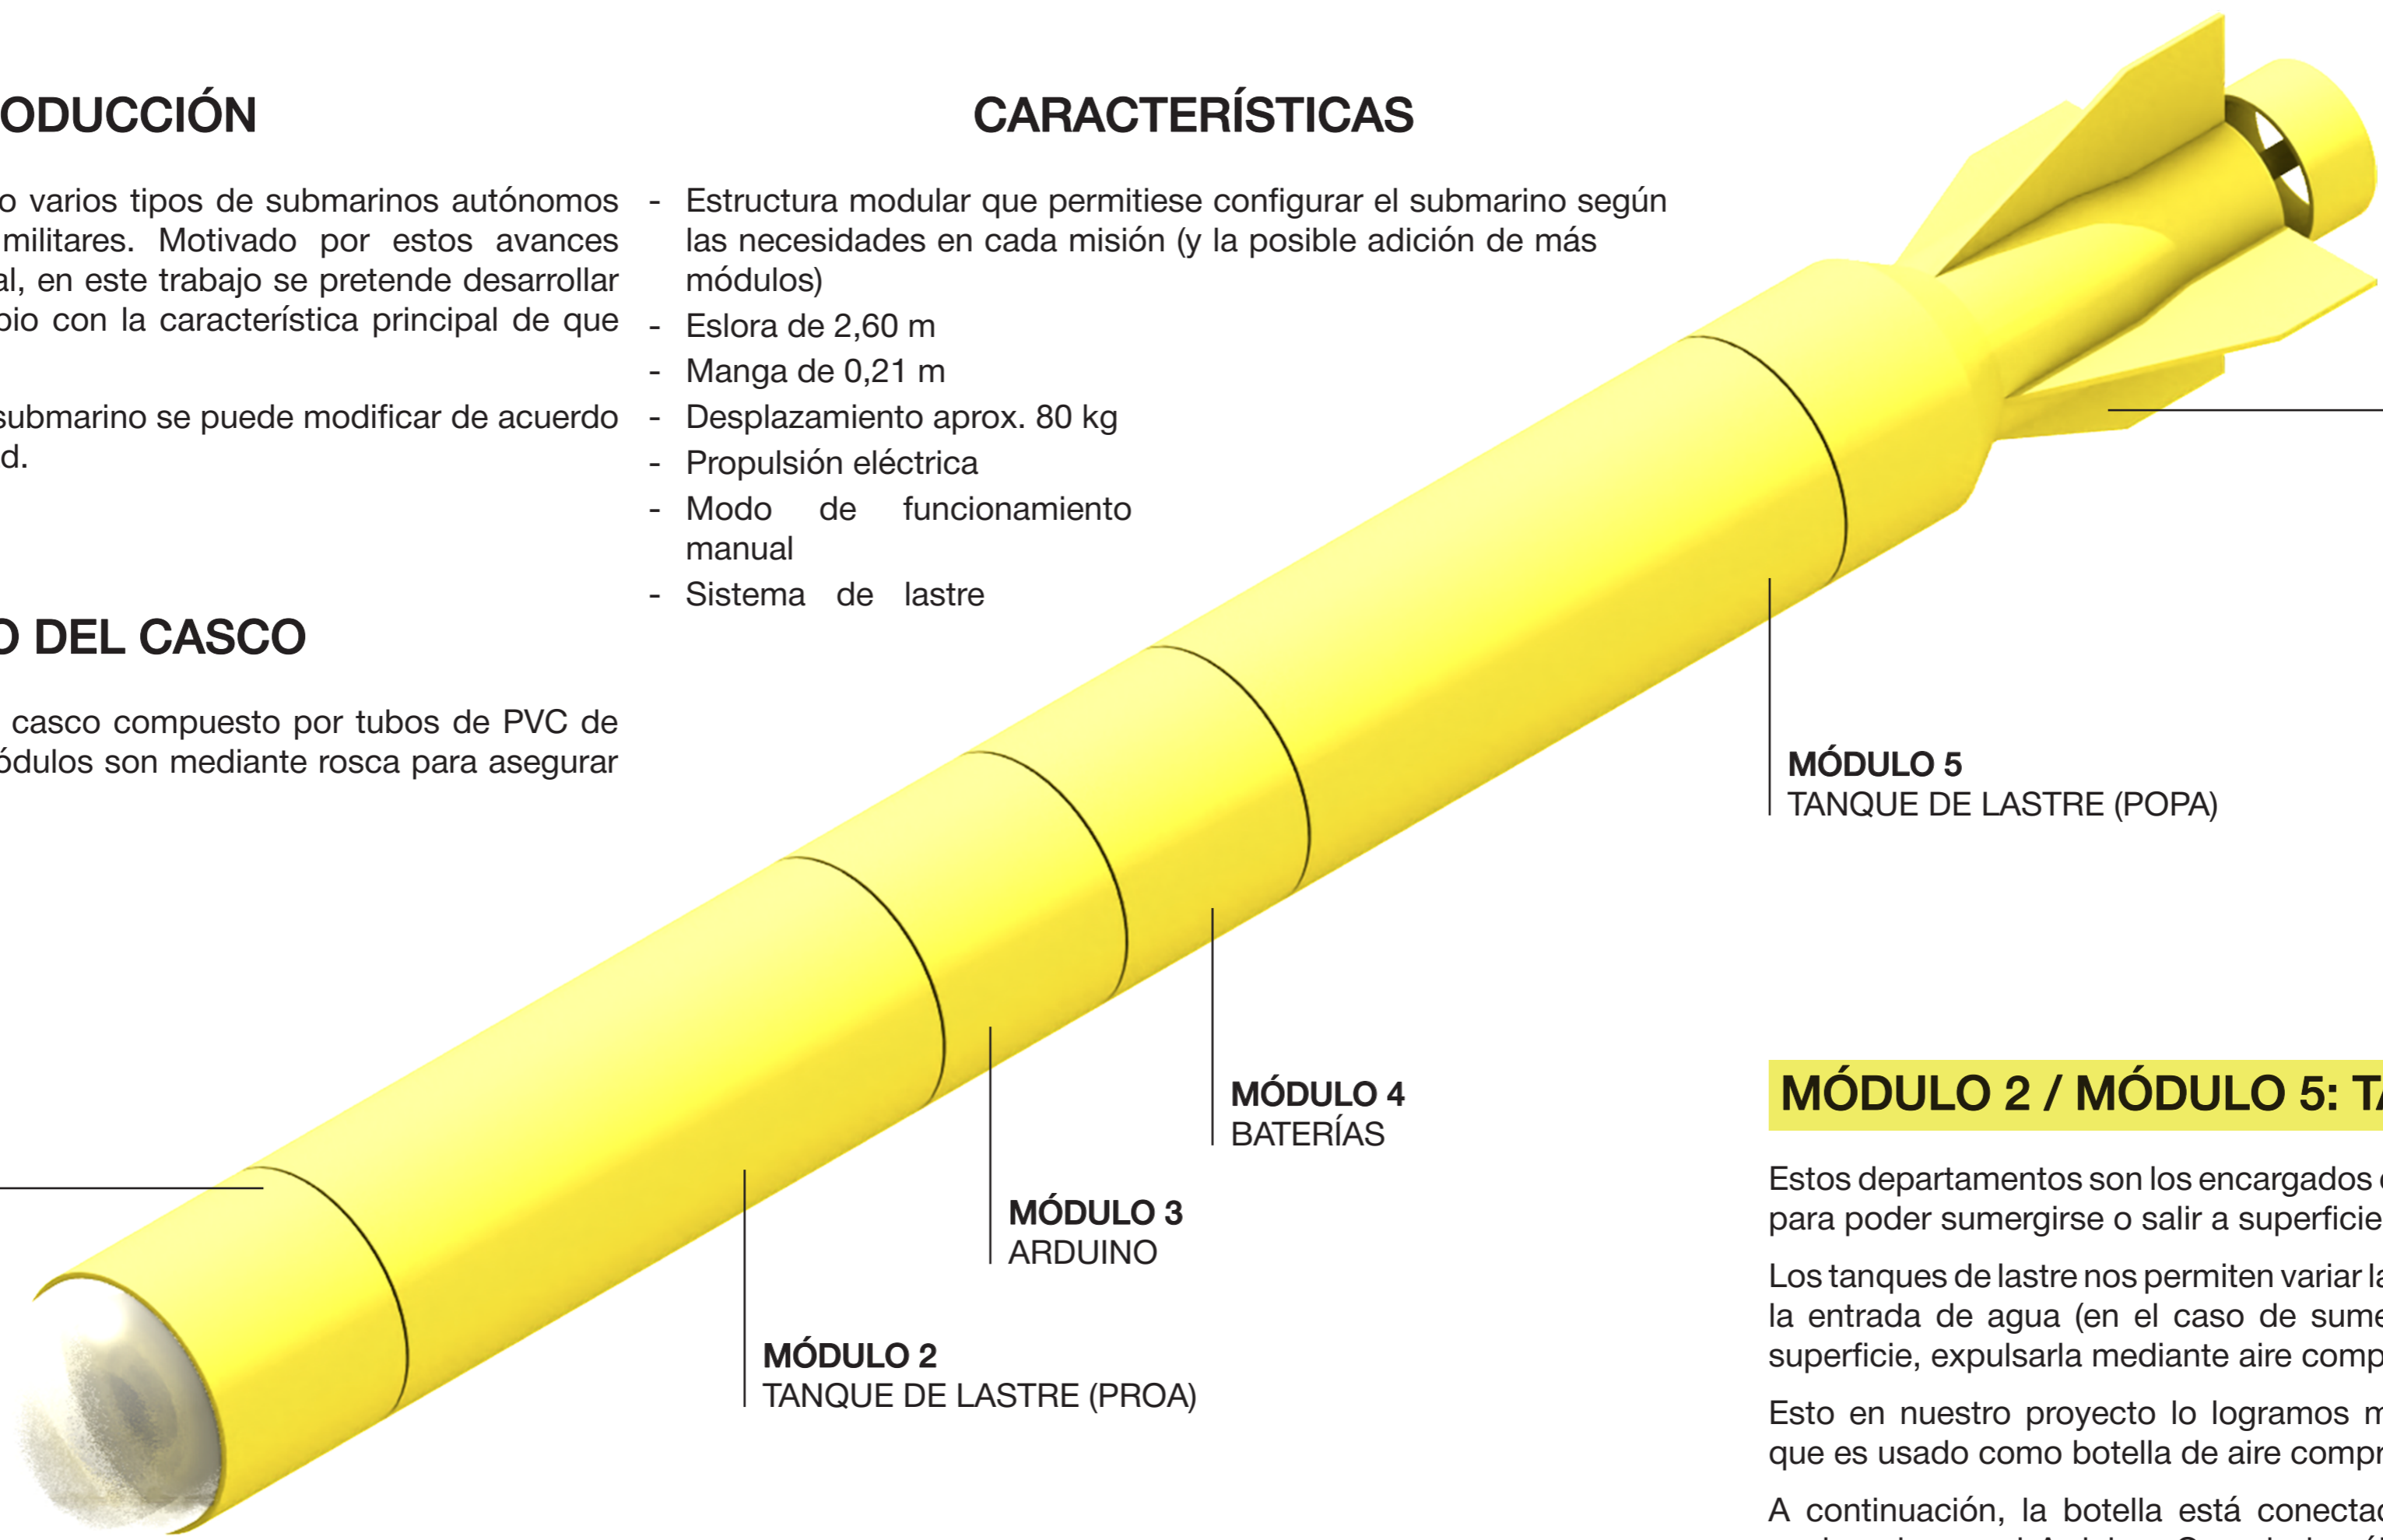 ODUCCIÓN
varios tipos de submarinos autónomos
militares. Motivado por estos avances
en este trabajo se pretende desarrollar
con la característica principal de que
submarino se puede modificar de acuerdo
DEL CASCO
casco compuesto por tubos de PVC de
ódulos son mediante rosca para asegurar
CARACTERÍSTICAS
- Estructura modular que permitiese configurar el submarino según
las necesidades en cada misión (y la posible adición de más
módulos)
- Eslora de 2,60 m
- Manga de 0,21 m
- Desplazamiento aprox. 80 kg
- Propulsión eléctrica
- Modo de funcionamiento
manual
- Sistema de lastre
MÓDULO 5
TANQUE DE LASTRE (POPA)
MÓDULO 4
BATERÍAS
MÓDULO 3
ARDUINO
MÓDULO 2
TANQUE DE LASTRE (PROA)
MÓDULO 2 / MÓDULO 5:
Estos departamentos son los encargados
para poder sumergirse o salir a superficie
Los tanques de lastre nos permiten variar
la entrada de agua (en el caso de
superficie, expulsarla mediante aire
Esto en nuestro proyecto lo logramos
que es usado como botella de aire
A continuación, la botella está